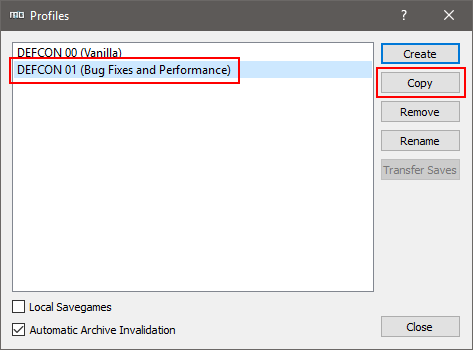 Profiles
DEFCON 00 (Vanilla)
DEFCON 01 (Bug Fixes and Performance)
Create
Copy
Remove
Rename
Transfer Saves
Local Savegames
Automatic Archive Invalidation
Close